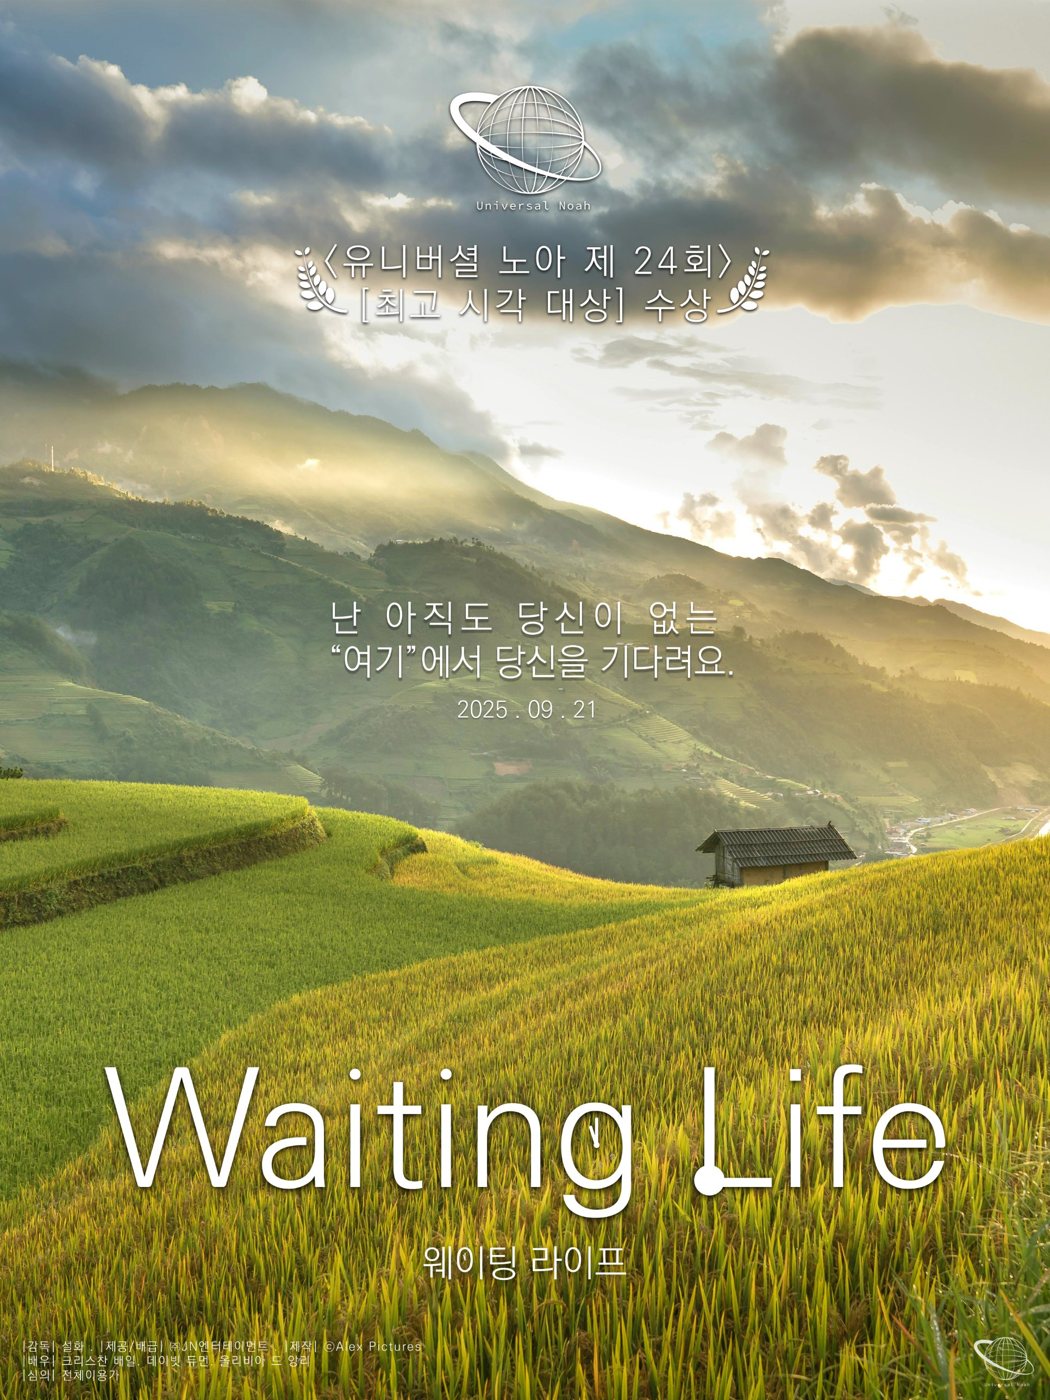 Universal Noah
〈유니버셜 노아 제 24회〉
[최고 시각 대상] 수상
난 아직도 당신이 없는
“여기”에서 당신을 기다려요.
2025 . 09 . 21
Waiting Life
웨이팅 라이프
|감독| 설화 . |제공/배급| ㈜JN엔터테이먼트 . |제작| ©Alex Pictures
|배우| 크리스찬 배일, 데이빗 듀먼, 올리비아 드 앙리
|심의| 전체이용가
Universal Noah